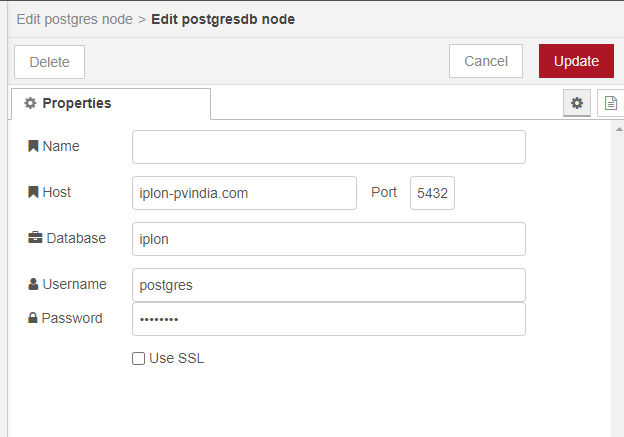 Edit postgres node > Edit postgresdb node
Delete
Cancel
Update
Properties
Name
Host
iplon-pvindia.com
Port
5432
Database
iplon
Username
postgres
Password
••••••••
Use SSL